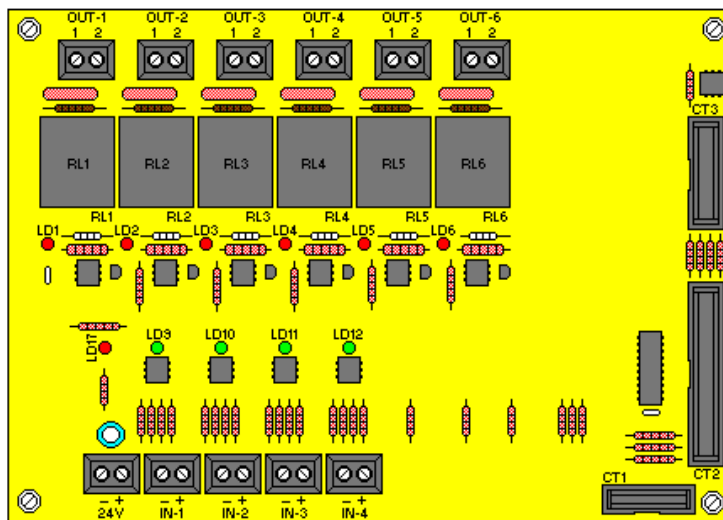 OUT-1 OUT-2 OUT-3 OUT-4 OUT-5 OUT-6
1 2 1 2 1 2 1 2 1 2 1 2
CT3
RL1 RL2 RL3 RL4 RL5 RL6
RL1 RL2 RL3 RL4 RL5 RL6
LD1 LD2 LD3 LD4 LD5 LD6
LD17 LD9 LD10 LD11 LD12
CT1 CT2
- + - + - + - + - +
24V IN-1 IN-2 IN-3 IN-4